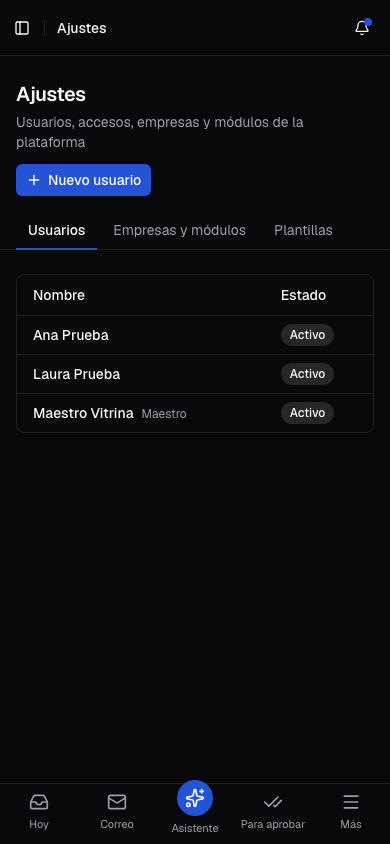 Ajustes
Ajustes
Usuarios, accesos, empresas y módulos de la
plataforma
Nuevo usuario
Usuarios Empresas y módulos Plantillas
Nombre Estado
Ana Prueba Activo
Laura Prueba Activo
Maestro Vitrina Maestro Activo
Hoy Correo Asistente Para aprobar Más